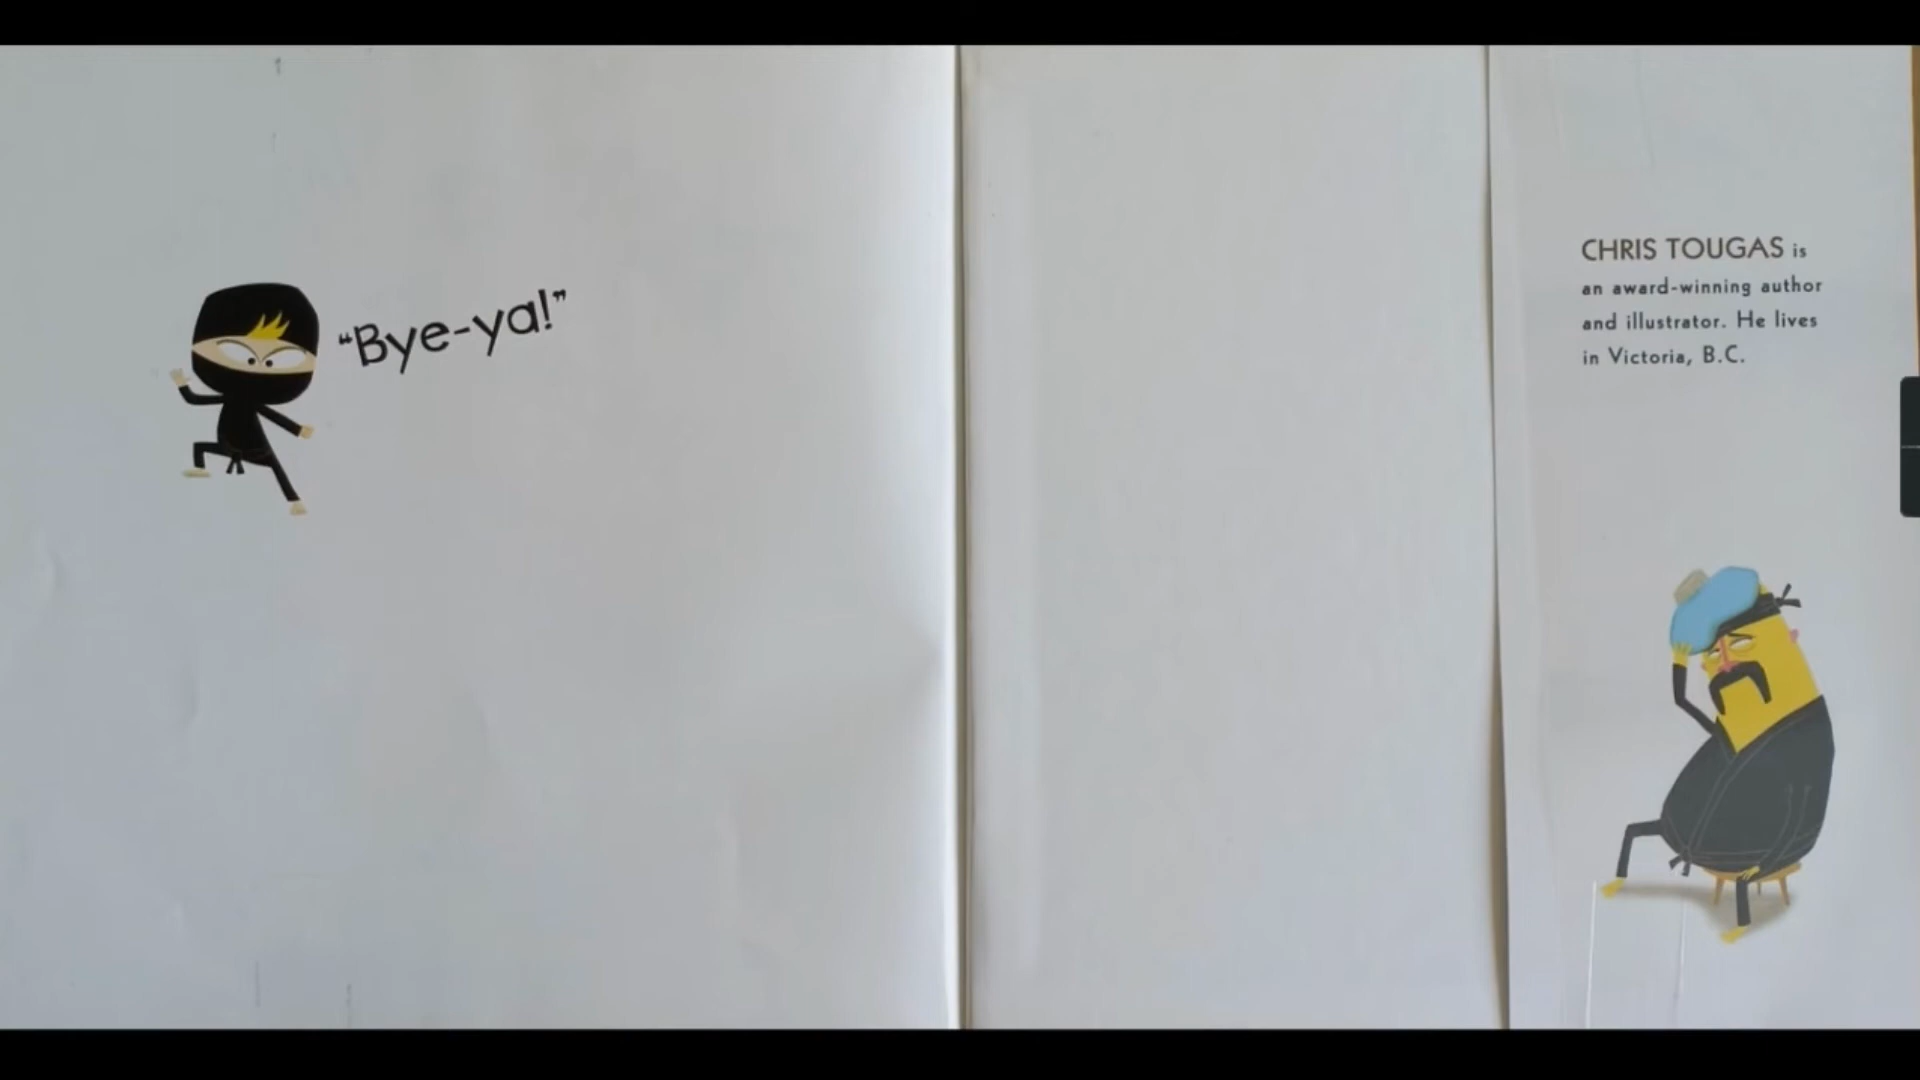 “Bye-ya!”
CHRIS TOUGAS is
an award-winning author
and illustrator. He lives
in Victoria, B.C.